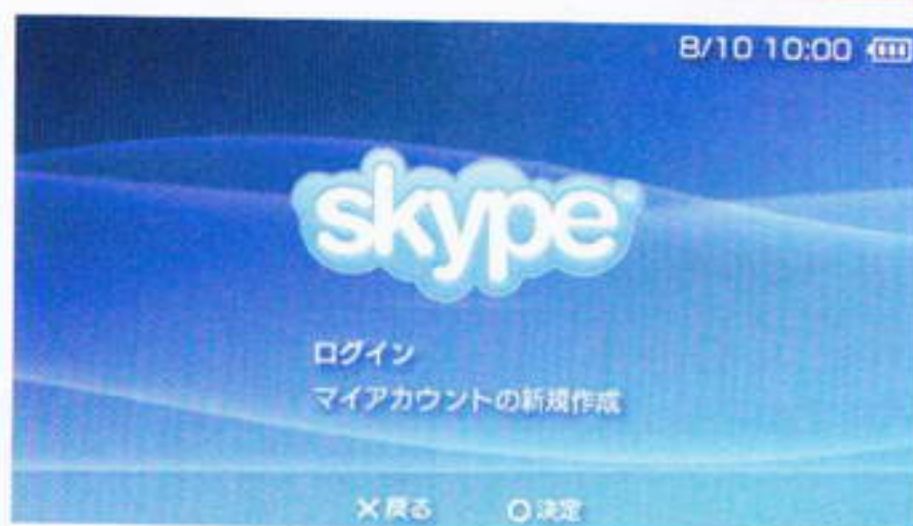 8/10 10:00
skype
ログイン
マイアカウントの新規作成
×戻る ○決定